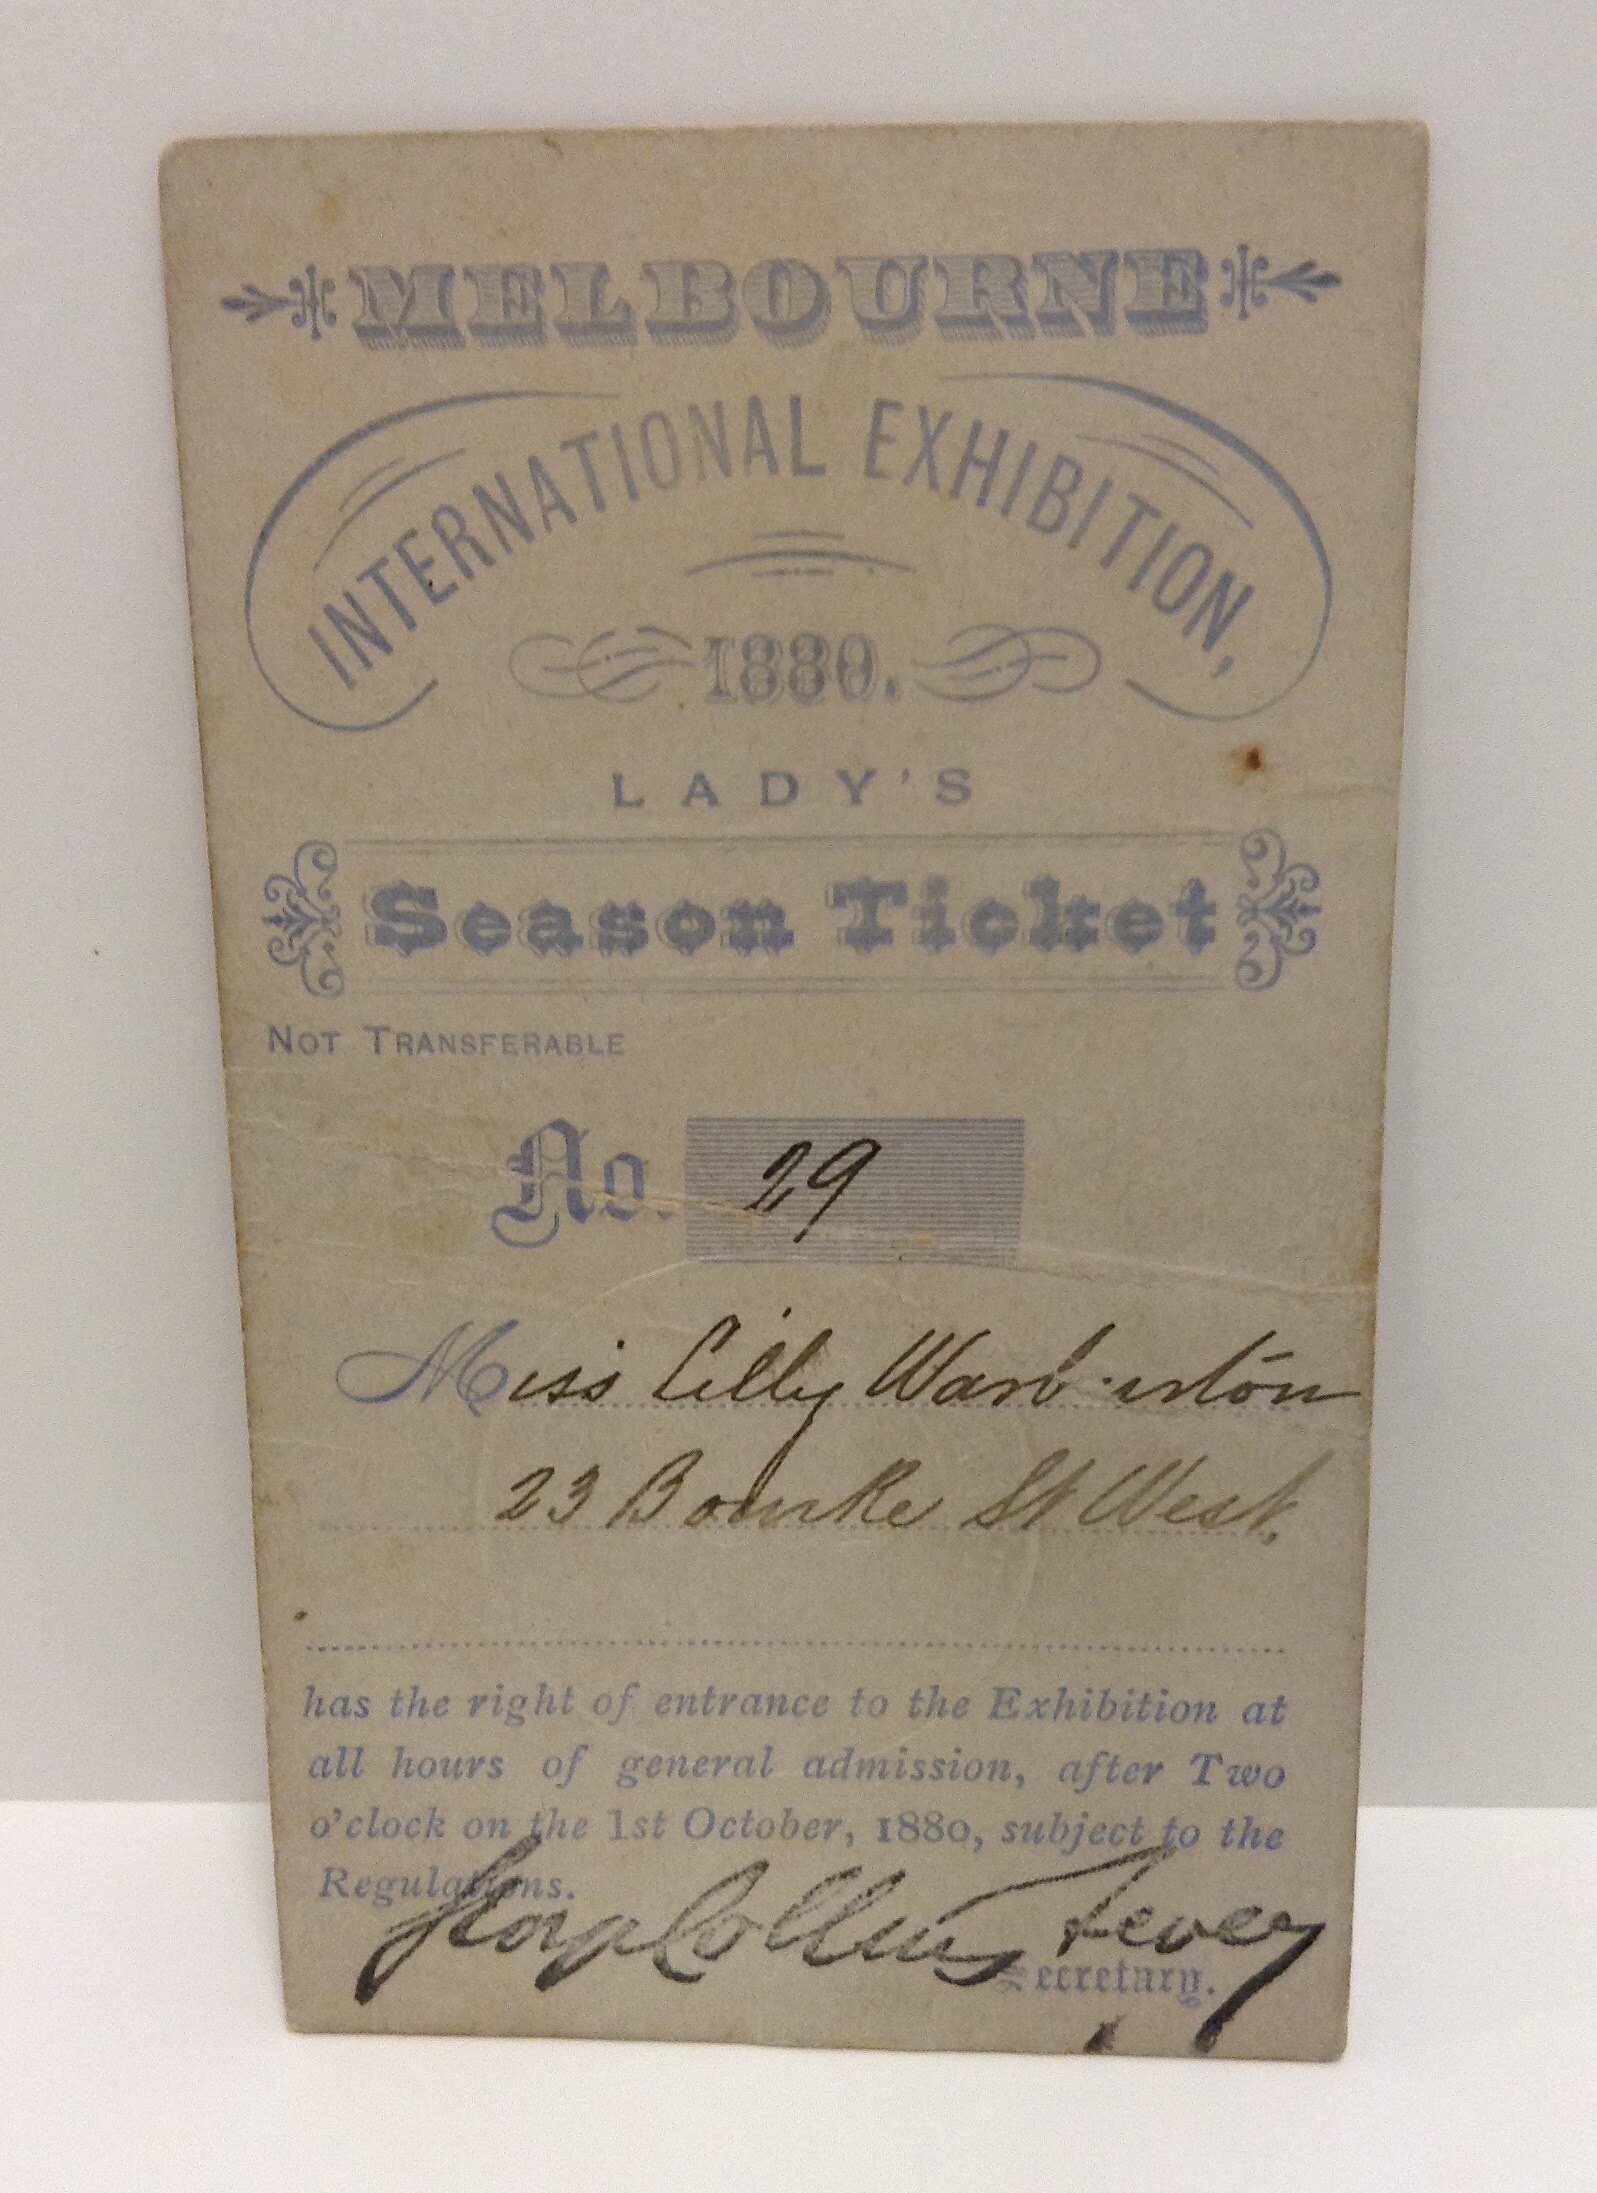 MELBOURNE
INTERNATIONAL EXHIBITION,
1880.
LADY'S
Season Ticket
NOT TRANSFERABLE
No. 29
Miss Lilly Warburton
23 Bourke St West.
has the right of entrance to the Exhibition at
all hours of general admission, after Two
o'clock on the 1st October, 1880, subject to the
Regulations.
Collins Levey
Secretary.